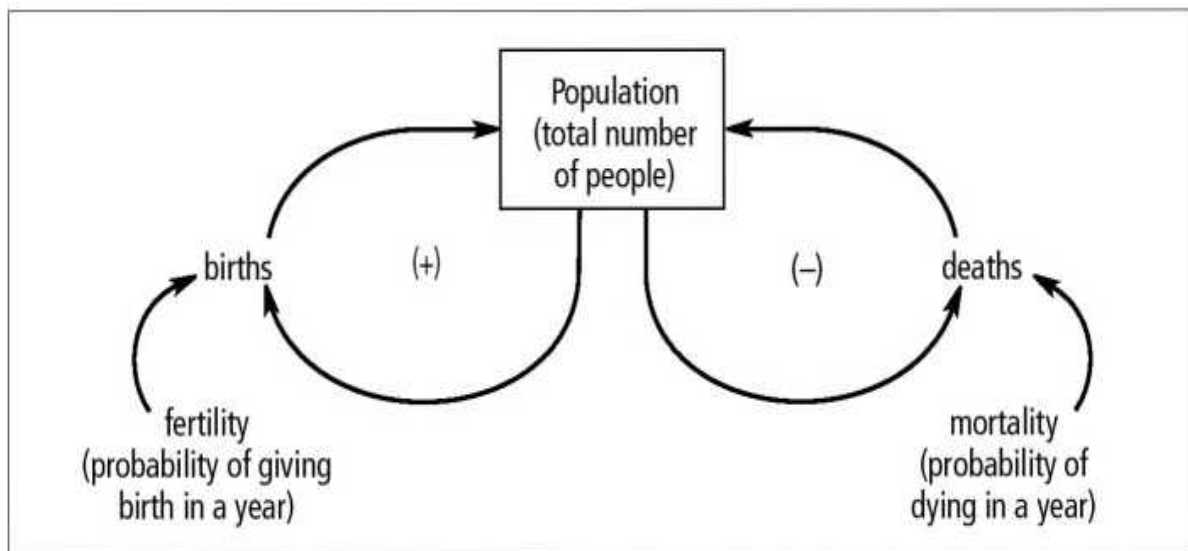 Population
(total number
of people)
births
(+)
(–)
deaths
fertility
(probability of giving
birth in a year)
mortality
(probability of
dying in a year)